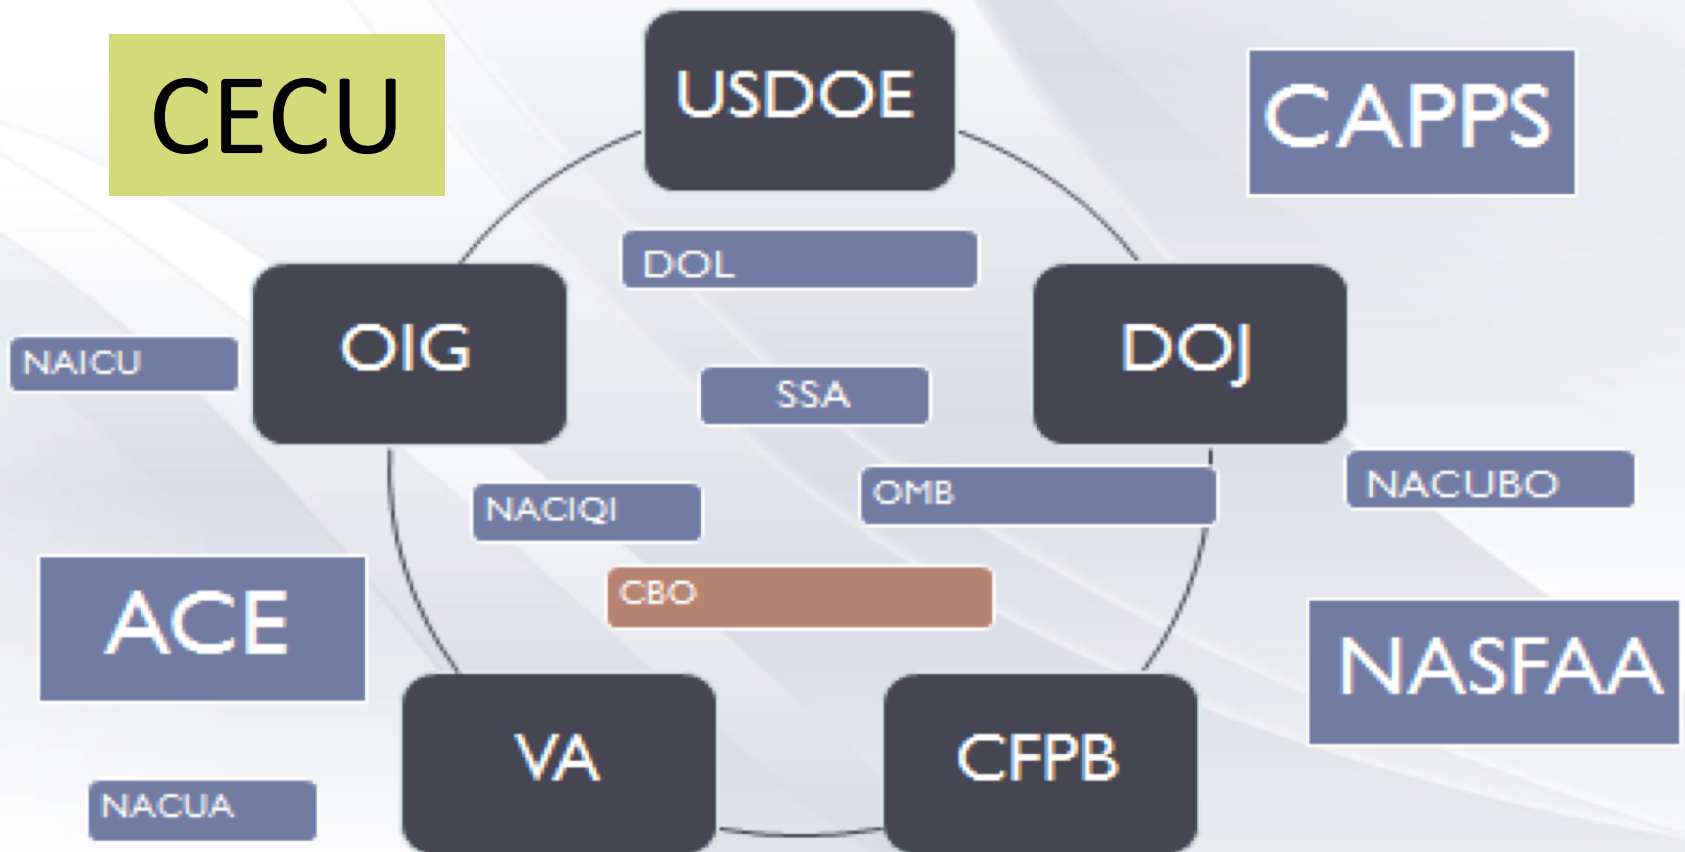 CECU
USDOE
CAPPS
DOL
OIG
DOJ
NAICU
SSA
NACIQI
OMB
NACUBO
CBO
ACE
NASFAA
VA
CFPB
NACUA